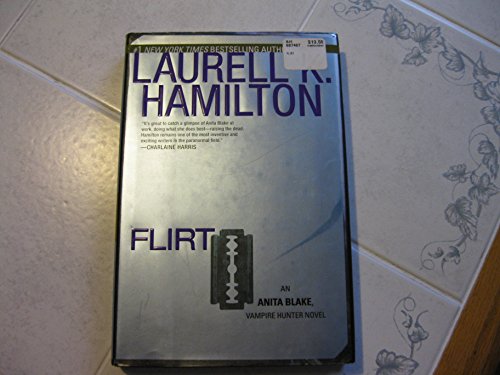 #1 NEW YORK TIMES BESTSELLING AUTHOR
LAURELL K.
HAMILTON
"It's great to catch a glimpse of Anita Blake at
work, doing what she does best—raising the dead.
Hamilton remains one of the most inventive and
exciting writers in the paranormal field."
—CHARLAINE HARRIS
FLIRT
AN
ANITA BLAKE,
VAMPIRE HUNTER NOVEL